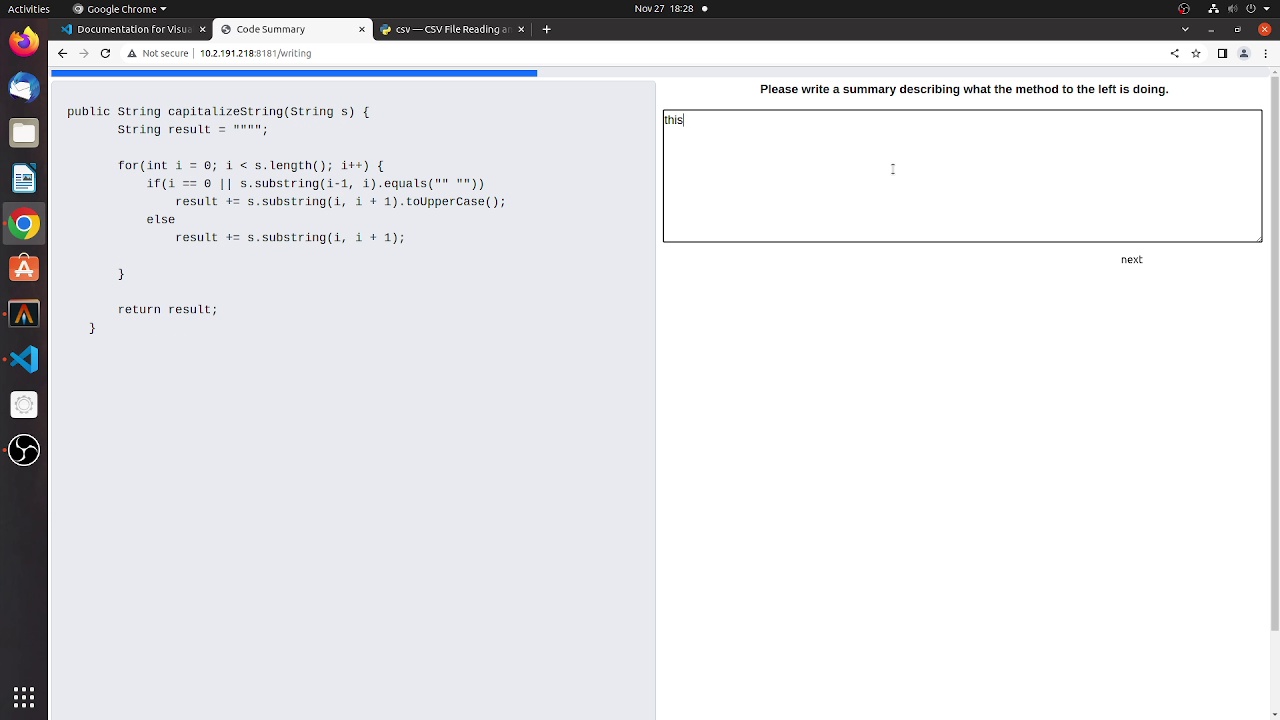 Activities
Google Chrome
Nov 27 18:28
Documentation for Visua
Code Summary
csv — CSV File Reading an
Not secure
10.2.191.218:8181/writing
public String capitalizeString(String s) {
String result = """";
for(int i = 0; i < s.length(); i++) {
if(i == 0 || s.substring(i-1, i).equals("" ""))
result += s.substring(i, i + 1).toUpperCase();
else
result += s.substring(i, i + 1);
}
return result;
}
Please write a summary describing what the method to the left is doing.
this
next